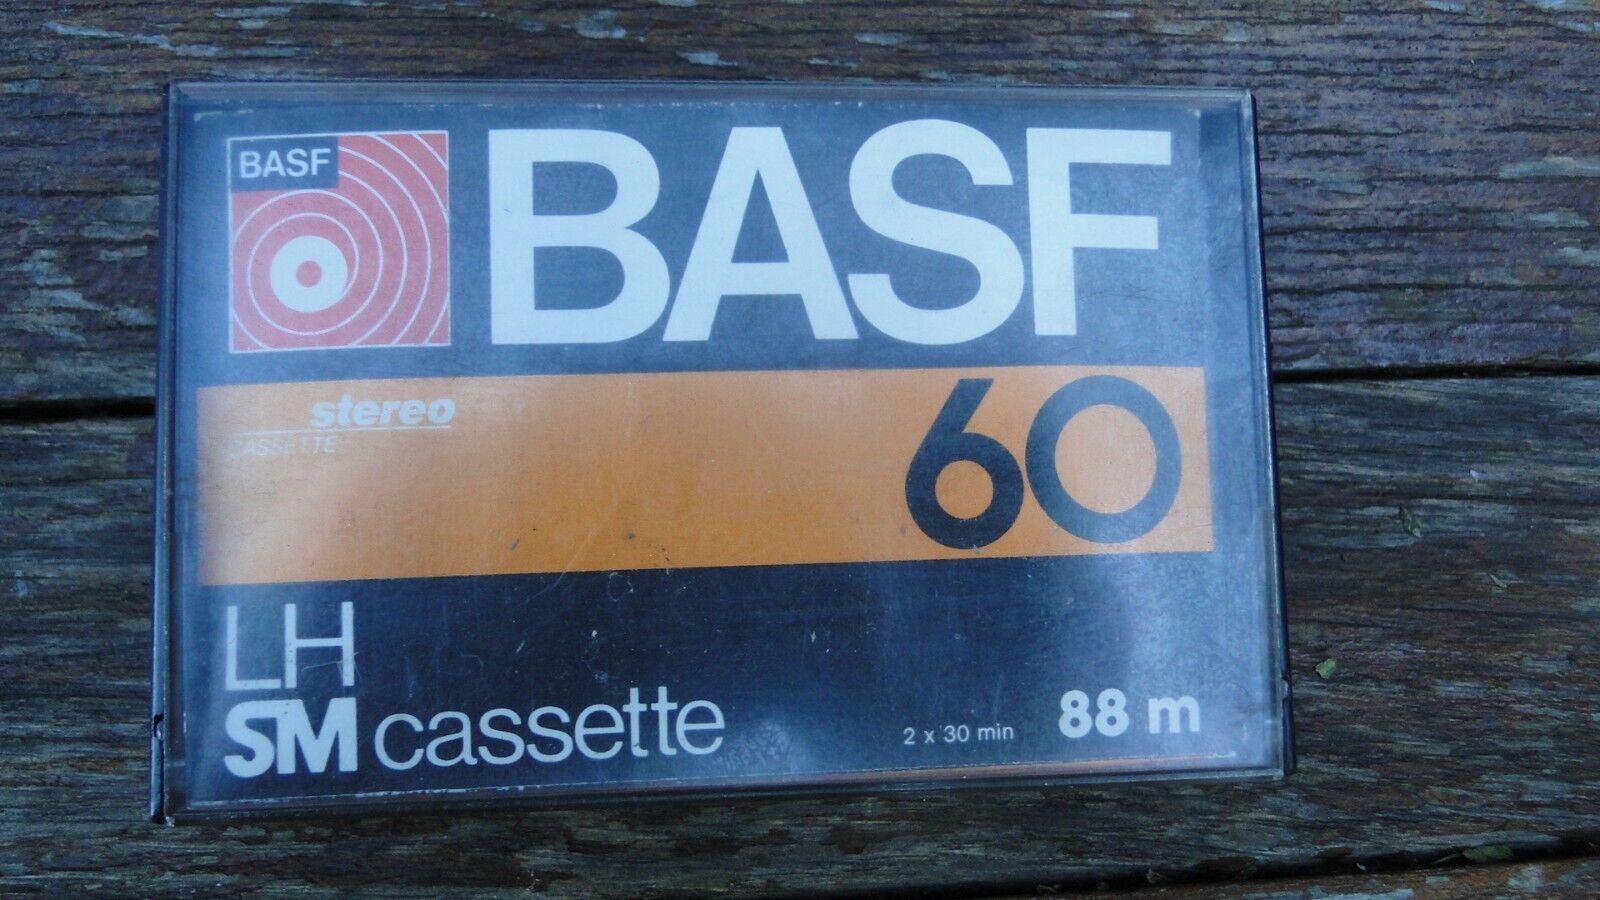 BASF
BASF
stereo
CASSETTE
60
LH
SM cassette
2 x 30 min
88 m